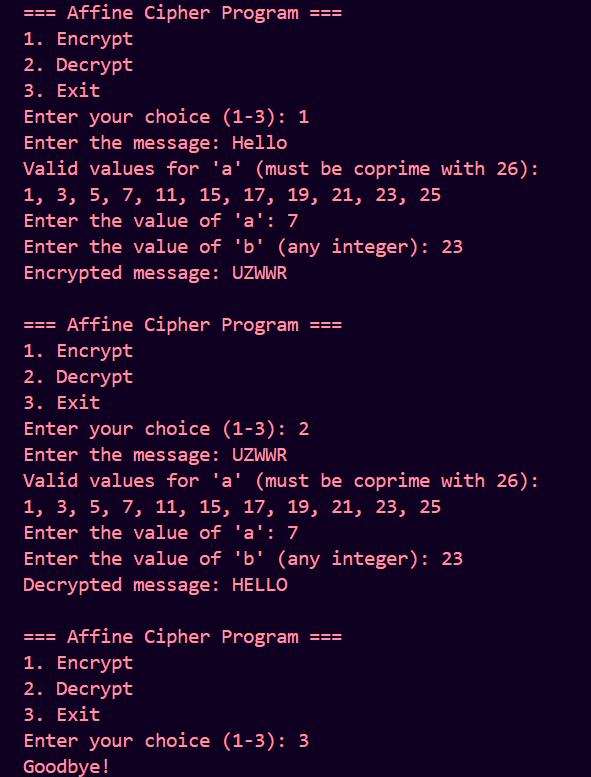 === Affine Cipher Program ===
1. Encrypt
2. Decrypt
3. Exit
Enter your choice (1-3): 1
Enter the message: Hello
Valid values for 'a' (must be coprime with 26):
1, 3, 5, 7, 11, 15, 17, 19, 21, 23, 25
Enter the value of 'a': 7
Enter the value of 'b' (any integer): 23
Encrypted message: UZWWR
=== Affine Cipher Program ===
1. Encrypt
2. Decrypt
3. Exit
Enter your choice (1-3): 2
Enter the message: UZWWR
Valid values for 'a' (must be coprime with 26):
1, 3, 5, 7, 11, 15, 17, 19, 21, 23, 25
Enter the value of 'a': 7
Enter the value of 'b' (any integer): 23
Decrypted message: HELLO
=== Affine Cipher Program ===
1. Encrypt
2. Decrypt
3. Exit
Enter your choice (1-3): 3
Goodbye!